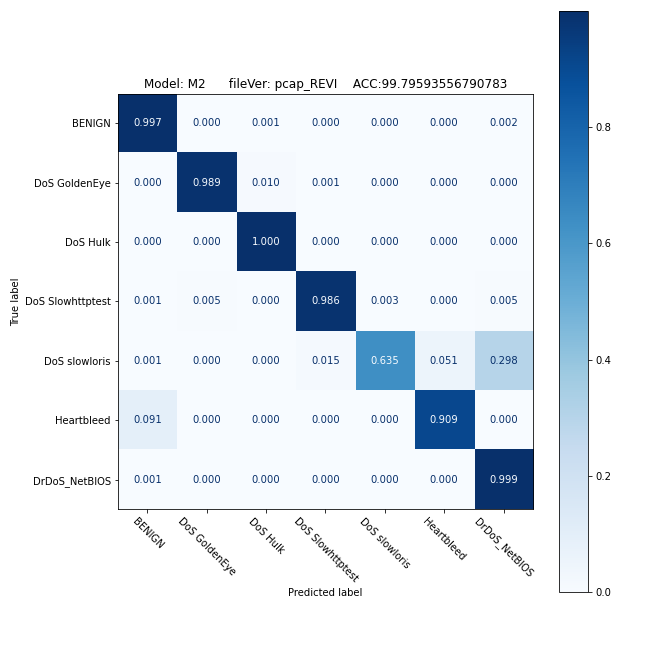 Model: M2 fileVer: pcap_REVI ACC:99.79593556790783
BENIGN 0.997 0.000 0.001 0.000 0.000 0.000 0.002
DoS GoldenEye 0.000 0.989 0.010 0.001 0.000 0.000 0.000
DoS Hulk 0.000 0.000 1.000 0.000 0.000 0.000 0.000
DoS Slowhttptest 0.001 0.005 0.000 0.986 0.003 0.000 0.005
DoS slowloris 0.001 0.000 0.000 0.015 0.635 0.051 0.298
Heartbleed 0.091 0.000 0.000 0.000 0.000 0.909 0.000
DrDoS_NetBIOS 0.001 0.000 0.000 0.000 0.000 0.000 0.999
True label
BENIGN DoS GoldenEye DoS Hulk DoS Slowhttptest DoS slowloris Heartbleed DrDoS_NetBIOS
Predicted label
0.8
0.6
0.4
0.2
0.0